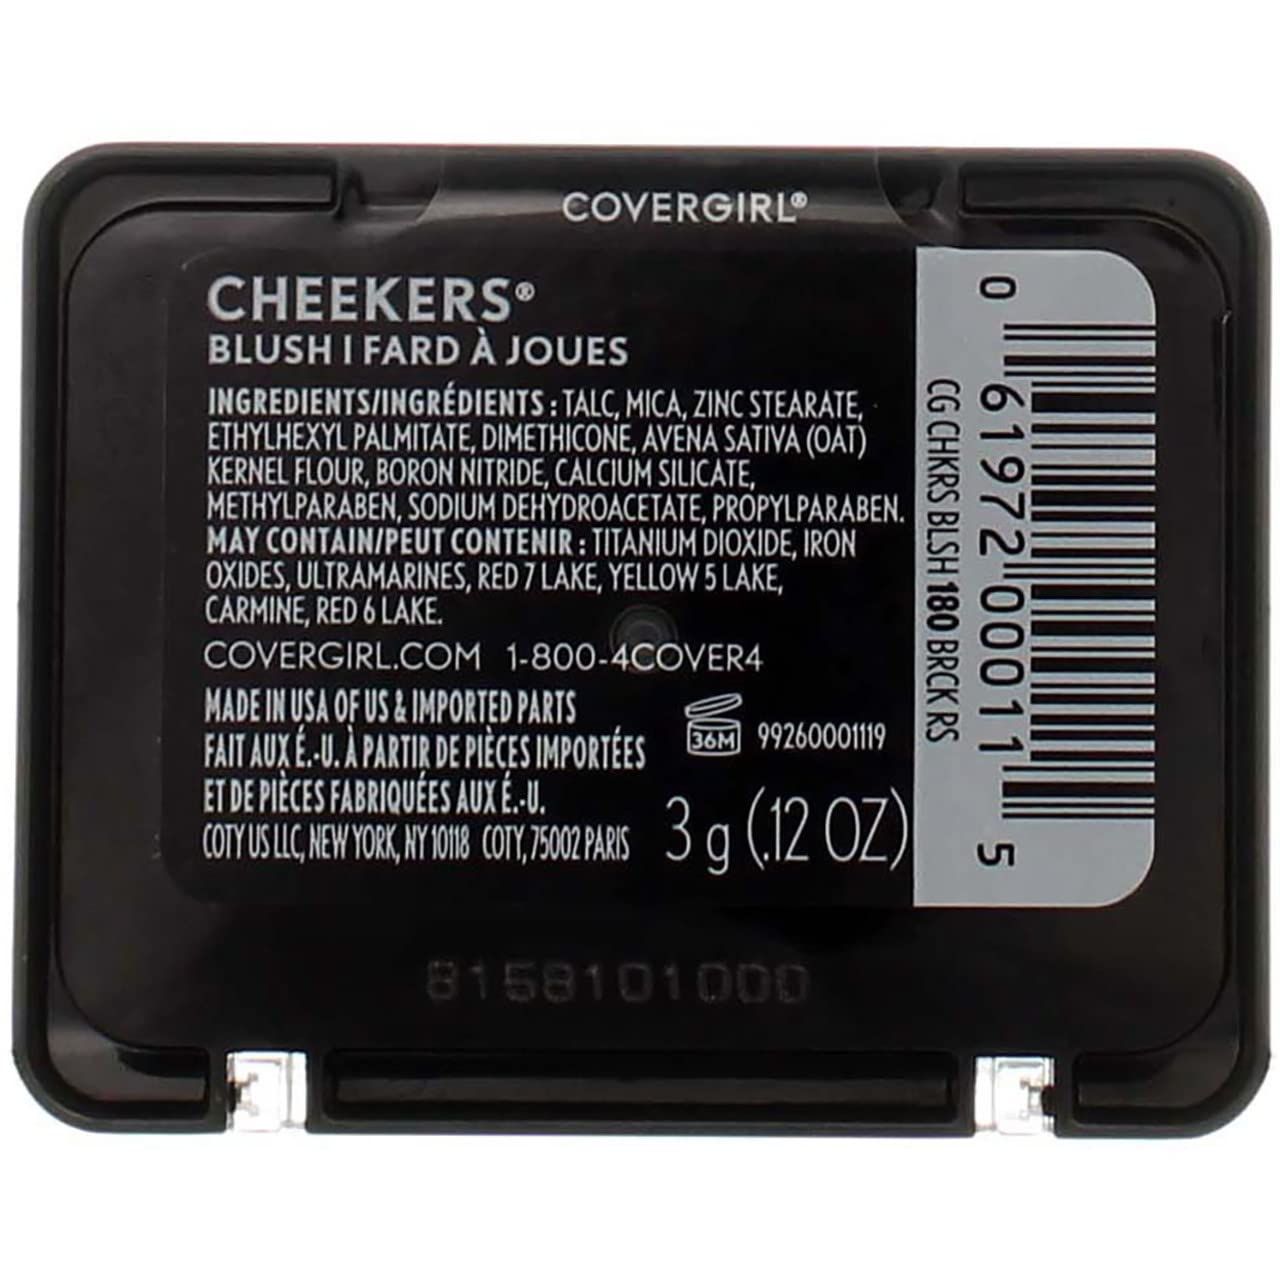 COVERGIRL®
CHEEKERS®
BLUSH | FARD À JOUES
INGREDIENTS/INGRÉDIENTS : TALC, MICA, ZINC STEARATE,
ETHYLHEXYL PALMITATE, DIMETHICONE, AVENA SATIVA (OAT)
KERNEL FLOUR, BORON NITRIDE, CALCIUM SILICATE,
METHYLPARABEN, SODIUM DEHYDROACETATE, PROPYLPARABEN.
MAY CONTAIN/PEUT CONTENIR : TITANIUM DIOXIDE, IRON
OXIDES, ULTRAMARINES, RED 7 LAKE, YELLOW 5 LAKE,
CARMINE, RED 6 LAKE.
COVERGIRL.COM 1-800-4COVER4
MADE IN USA OF US & IMPORTED PARTS
FAIT AUX É.-U. À PARTIR DE PIÈCES IMPORTÉES
ET DE PIÈCES FABRIQUÉES AUX É.-U.
COTY US LLC, NEW YORK, NY 10118 COTY, 75002 PARIS
36M 99260001119
3 g (.12 OZ)
CG CHKRS BLSH 180 BRCK RS
0 61972 00011 5
8158101000